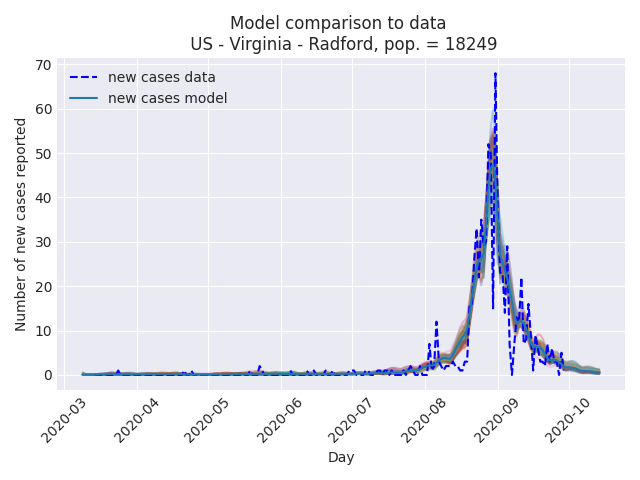 Model comparison to data
US - Virginia - Radford, pop. = 18249
new cases data
new cases model
Number of new cases reported
70
60
50
40
30
20
10
0
2020-03
2020-04
2020-05
2020-06
2020-07
2020-08
2020-09
2020-10
Day